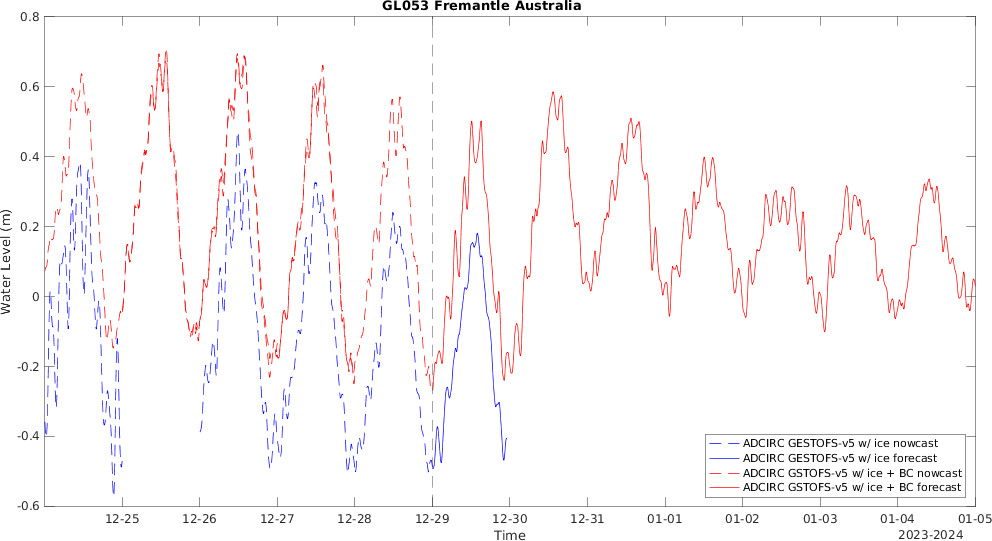 GL053 Fremantle Australia
0.8
0.6
0.4
0.2
0
-0.2
-0.4
-0.6
Water Level (m)
ADCIRC GESTOFS-v5 w/ ice nowcast
ADCIRC GESTOFS-v5 w/ ice forecast
ADCIRC GSTOFS-v5 w/ ice + BC nowcast
ADCIRC GSTOFS-v5 w/ ice + BC forecast
12-25 12-26 12-27 12-28 12-29 12-30 12-31 01-01 01-02 01-03 01-04 01-05
Time
2023-2024